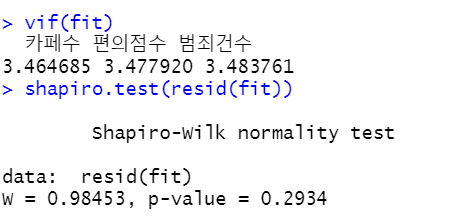 > vif(fit)
카페수 편의점수 범죄건수
3.464685 3.477920 3.483761
> shapiro.test(resid(fit))
Shapiro-Wilk normality test
data:  resid(fit)
W = 0.98453, p-value = 0.2934